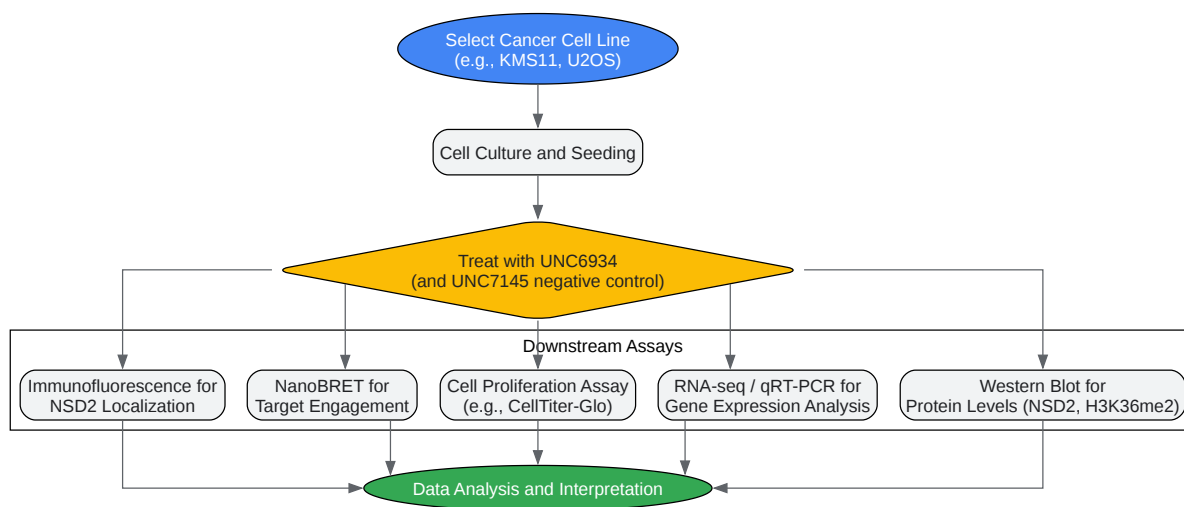 Select Cancer Cell Line
(e.g., KMS11, U2OS)
Cell Culture and Seeding
Treat with UNC6934
(and UNC7145 negative control)
Downstream Assays
Immunofluorescence for
NSD2 Localization
NanoBRET for
Target Engagement
Cell Proliferation Assay
(e.g., CellTiter-Glo)
RNA-seq / qRT-PCR for
Gene Expression Analysis
Western Blot for
Protein Levels (NSD2, H3K36me2)
Data Analysis and Interpretation